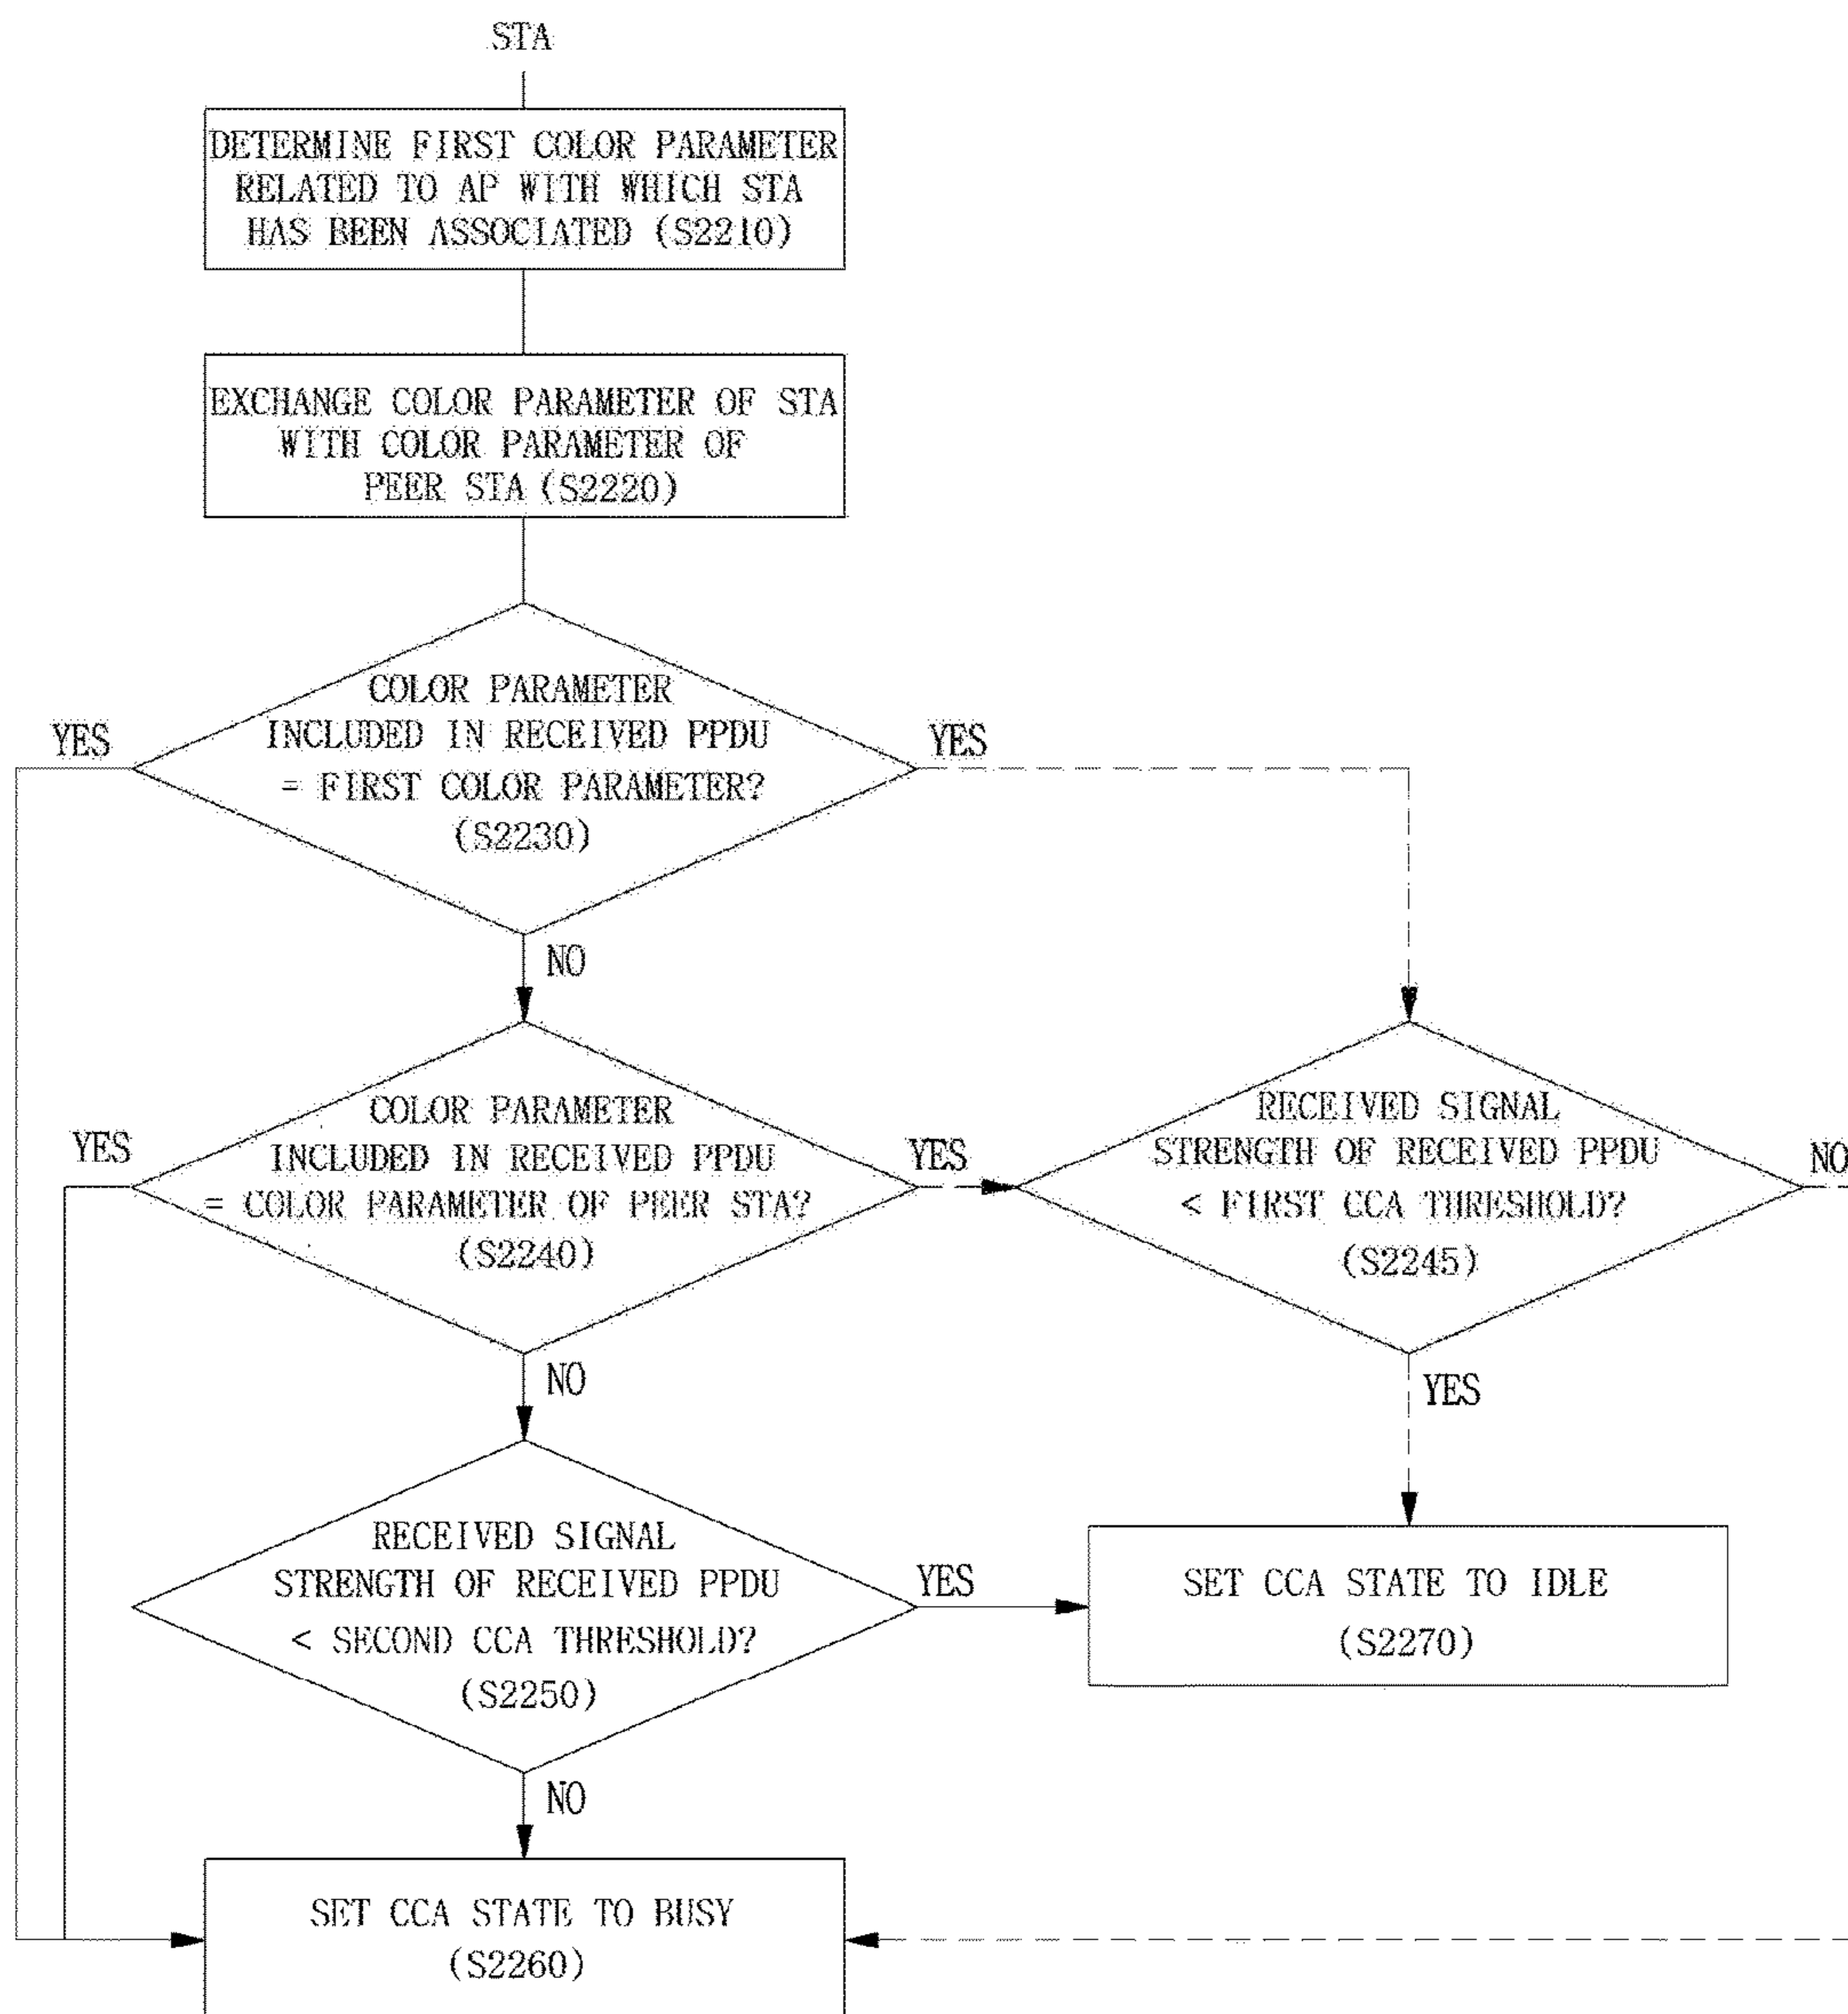 STA
DETERMINE FIRST COLOR PARAMETER
RELATED TO AP WITH WHICH STA
HAS BEEN ASSOCIATED (S2210)
EXCHANGE COLOR PARAMETER OF STA
WITH COLOR PARAMETER OF
PEER STA (S2220)
COLOR PARAMETER
INCLUDED IN RECEIVED PPDU
= FIRST COLOR PARAMETER?
(S2230)
YES
YES
NO
COLOR PARAMETER
INCLUDED IN RECEIVED PPDU
= COLOR PARAMETER OF PEER STA?
(S2240)
YES
YES
NO
RECEIVED SIGNAL
STRENGTH OF RECEIVED PPDU
< FIRST CCA THRESHOLD?
(S2245)
NO
YES
RECEIVED SIGNAL
STRENGTH OF RECEIVED PPDU
< SECOND CCA THRESHOLD?
(S2250)
YES
NO
SET CCA STATE TO IDLE
(S2270)
SET CCA STATE TO BUSY
(S2260)